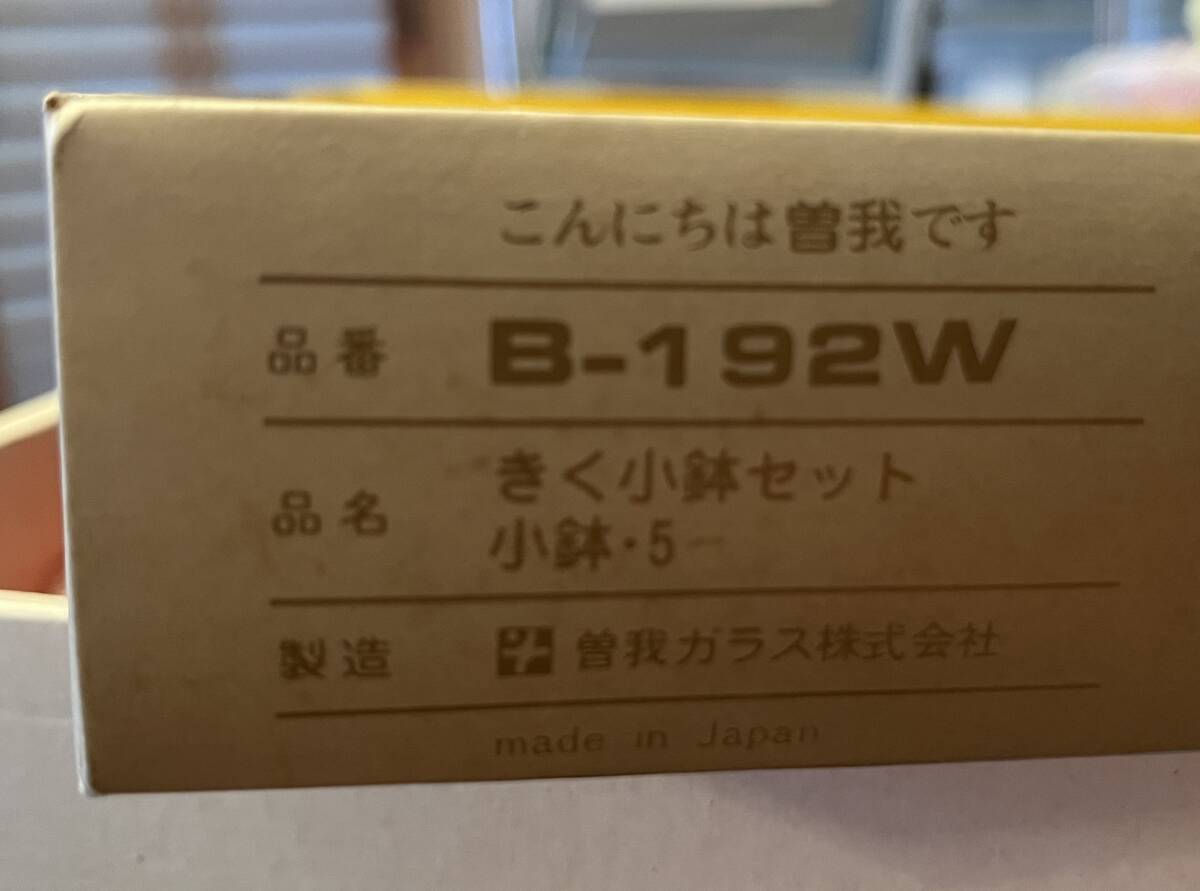 こんにちは曽我です
品番 B-192W
品名 きく小鉢セット
小鉢・5
製造 曽我ガラス株式会社
made in Japan